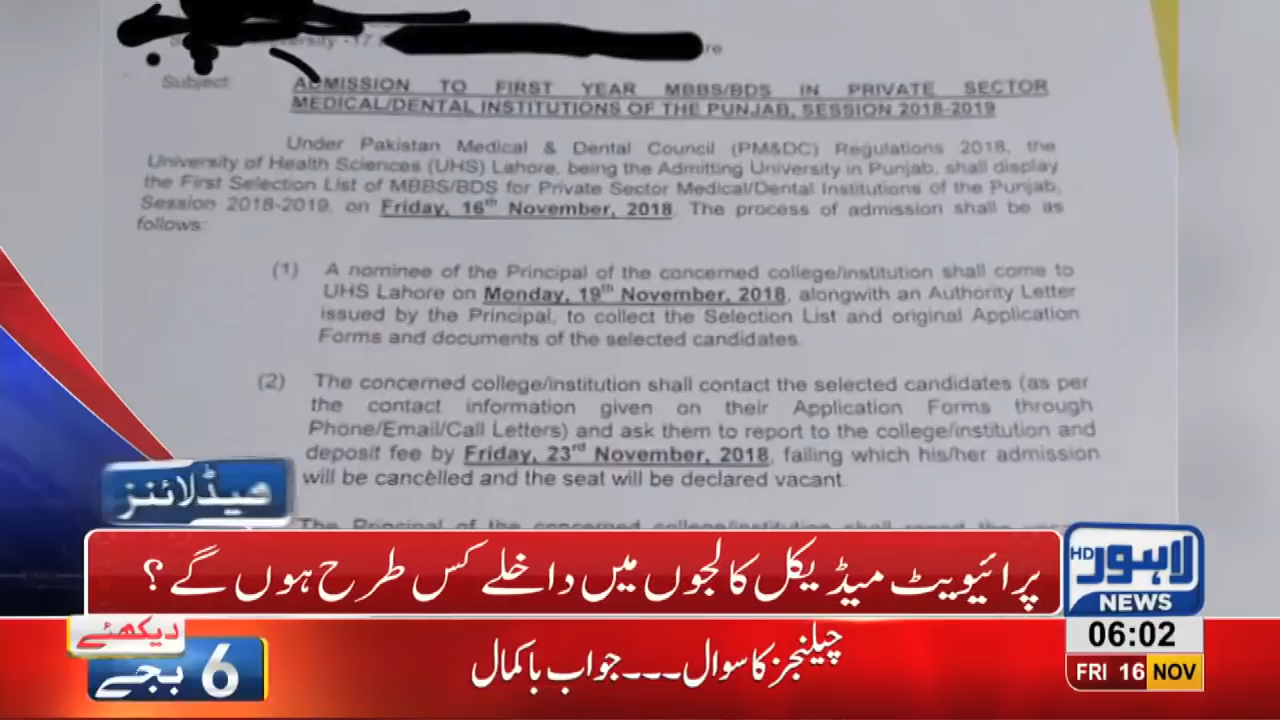 Subject: ADMISSION TO FIRST YEAR MBBS/BDS IN PRIVATE SECTOR
MEDICAL/DENTAL INSTITUTIONS OF THE PUNJAB, SESSION 2018-2019
Under Pakistan Medical & Dental Council (PM&DC) Regulations 2018, the
University of Health Sciences (UHS) Lahore, being the Admitting University in Punjab, shall display
the First Selection List of MBBS/BDS for Private Sector Medical/Dental Institutions of the Punjab,
Session 2018-2019, on Friday, 16th November, 2018. The process of admission shall be as
follows:
(1) A nominee of the Principal of the concerned college/institution shall come to
UHS Lahore on Monday, 19th November, 2018, alongwith an Authority Letter
issued by the Principal, to collect the Selection List and original Application
Forms and documents of the selected candidates.
(2) The concerned college/institution shall contact the selected candidates (as per
the contact information given on their Application Forms through
Phone/Email/Call Letters) and ask them to report to the college/institution and
deposit fee by Friday, 23rd November, 2018, failing which his/her admission
will be cancelled and the seat will be declared vacant.
The Principal of the concerned college/institution shall report the
ہیڈلائنز
پرائیویٹ میڈیکل کالجوں میں داخلے کس طرح ہوں گے؟
HD لاہور
NEWS
دیکھئے
6 بجے
چیلنجز کا سوال۔۔۔جواب باکمال
06:02
FRI 16 NOV